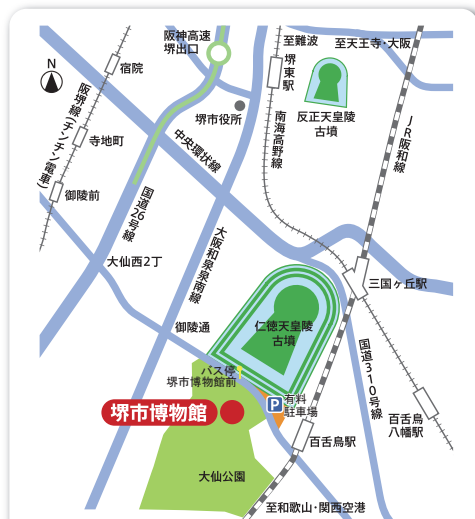 阪神高速
堺出口
至難波
至天王寺・大阪
N
宿院
堺東駅
堺市役所
反正天皇陵
古墳
阪堺線(チンチン電車)
寺地町
中央環状線
南海高野線
JR阪和線
御陵前
国道26号線
大仙西2丁
大阪和泉泉南線
三国ヶ丘駅
御陵通
仁徳天皇陵
古墳
国道310号線
バス停
堺市博物館前
P
有料
駐車場
堺市博物館
百舌鳥駅
百舌鳥
八幡駅
大仙公園
至和歌山・関西空港